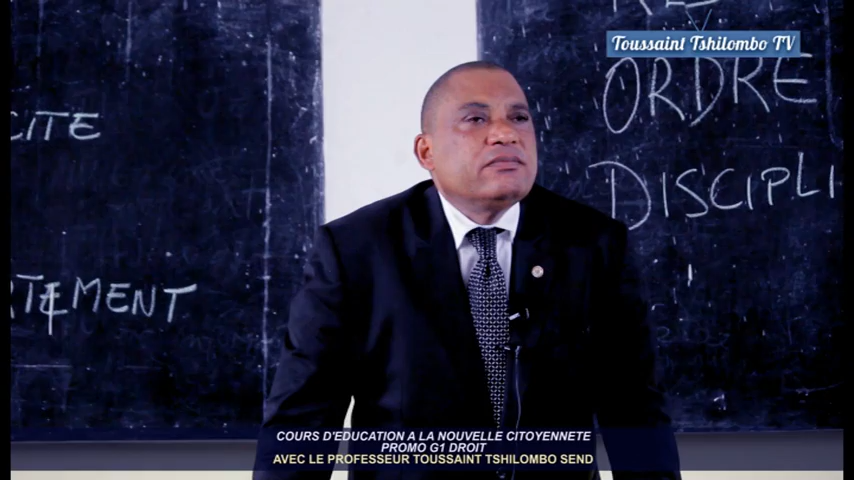 Toussaint Tshilombo TV
ORDRE
CITE
DISCIPLI
COURS D'EDUCATION A LA NOUVELLE CITOYENNETE
PROMO G1 DROIT
AVEC LE PROFESSEUR TOUSSAINT TSHILOMBO SEND